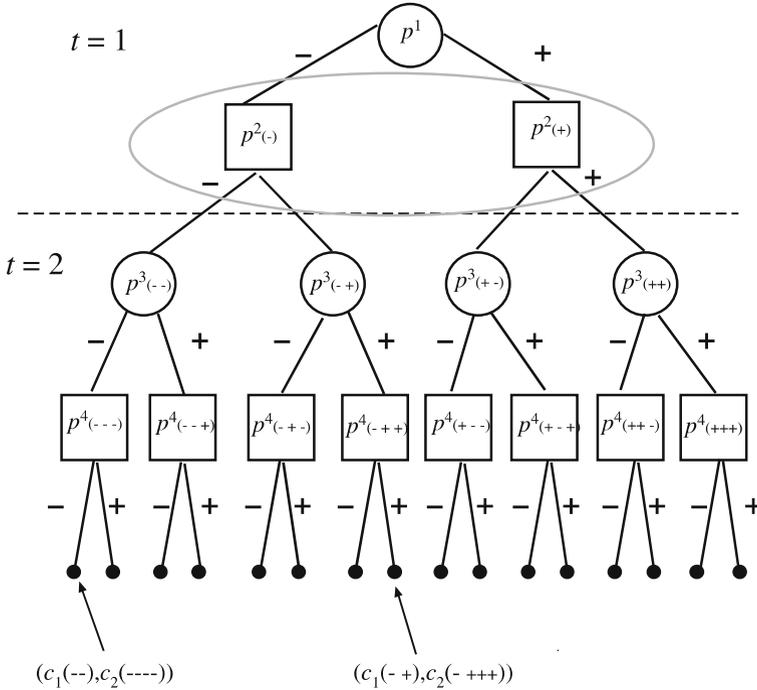 t = 1
p¹
− +
p²(-) p²(+)
− +
t = 2
p³(- -) p³(- +) p³(+ -) p³(++)
− + − + − + − +
p⁴(- - -) p⁴(- - +) p⁴(- + -) p⁴(- + +) p⁴(+ - -) p⁴(+ - + p⁴(++ -) p⁴(+++)
− + − + − + − + − + − + − + − +
(c₁(--),c₂(----)) (c₁(- +),c₂(- +++))